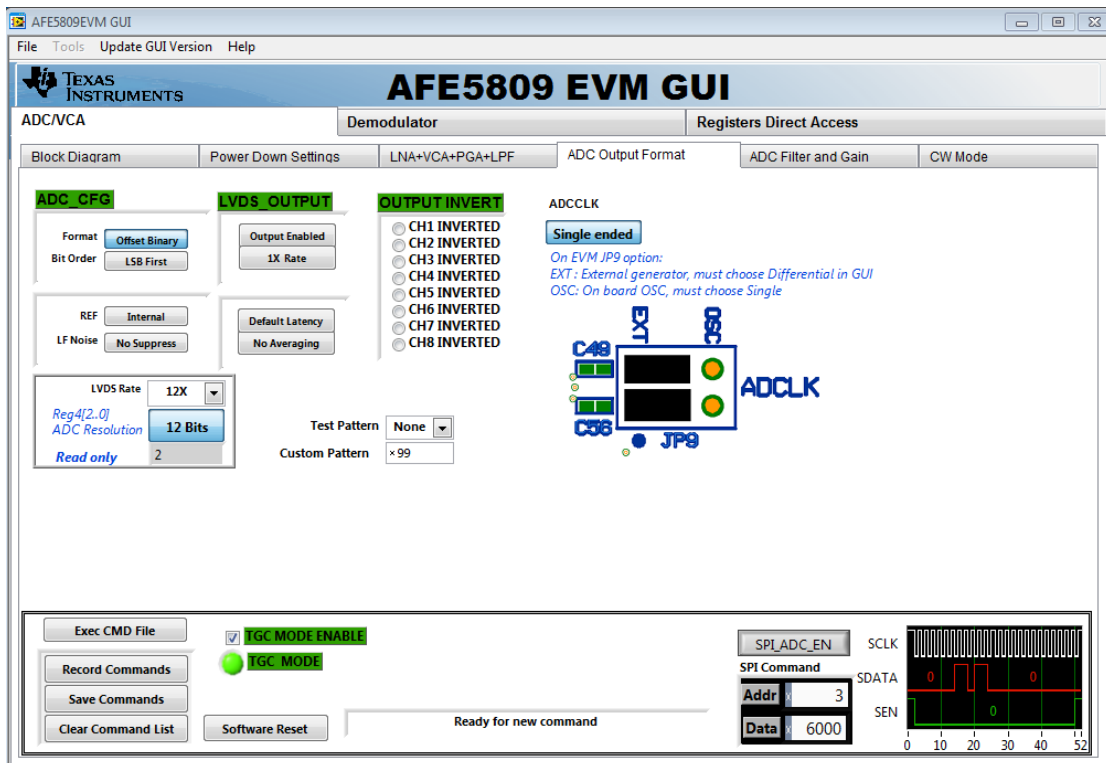 AFE5809EVM GUI
File Tools Update GUI Version Help
TEXAS INSTRUMENTS
AFE5809 EVM GUI
ADC/VCA Demodulator Registers Direct Access
Block Diagram Power Down Settings LNA+VCA+PGA+LPF ADC Output Format ADC Filter and Gain CW Mode
ADC_CFG
Format Offset Binary
Bit Order LSB First
REF Internal
LF Noise No Suppress
LVDS Rate 12X
Reg4[2..0]
ADC Resolution 12 Bits
Read only 2
LVDS_OUTPUT
Output Enabled
1X Rate
Default Latency
No Averaging
OUTPUT INVERT
CH1 INVERTED
CH2 INVERTED
CH3 INVERTED
CH4 INVERTED
CH5 INVERTED
CH6 INVERTED
CH7 INVERTED
CH8 INVERTED
Test Pattern None
Custom Pattern x 99
ADCCLK
Single ended
On EVM JP9 option:
EXT : External generator, must choose Differential in GUI
OSC: On board OSC, must choose Single
EXT OSC
C49
ADCLK
C56
JP9
Exec CMD File
Record Commands
Save Commands
Clear Command List
TGC MODE ENABLE
TGC MODE
Software Reset
Ready for new command
SPI_ADC_EN
SPI Command
Addr x 3
Data x 6000
SCLK
SDATA 0 0
SEN 0
0 10 20 30 40 52